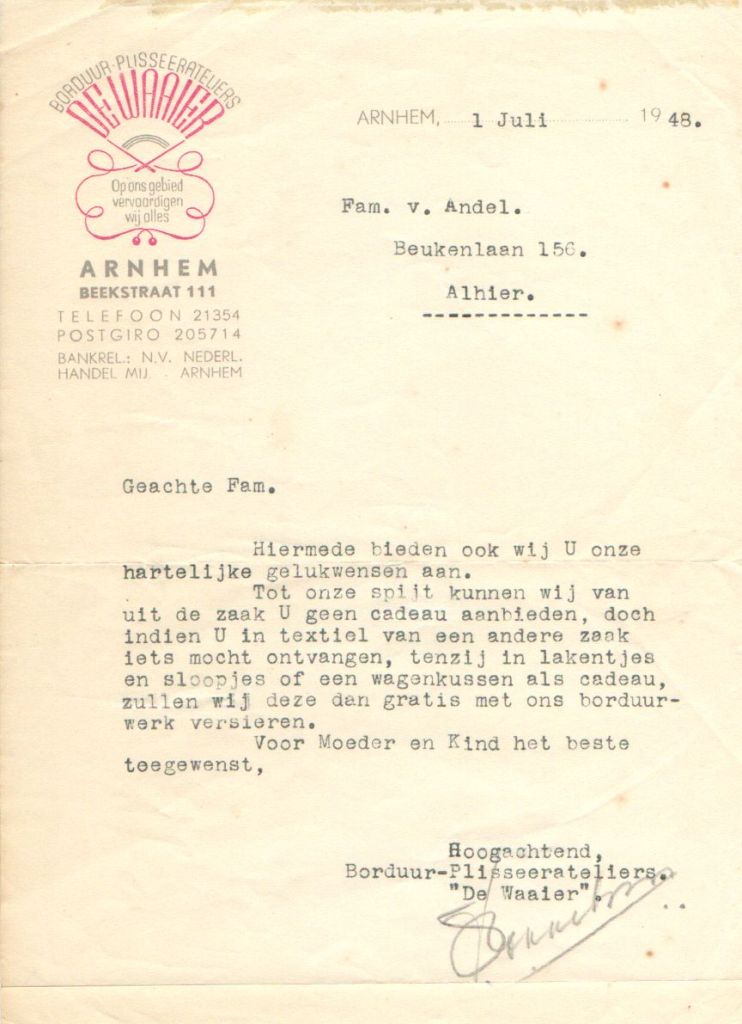 BORDUUR-PLISSEERATELIERS
DE WAAIER
Op ons gebied
vervaardigen
wij alles
ARNHEM
BEEKSTRAAT 111
TELEFOON 21354
POSTGIRO 205714
BANKREL.: N.V. NEDERL.
HANDEL MIJ. ARNHEM
ARNHEM, 1 Juli 1948.
Fam. v. Andel.
Beukenlaan 156.
Alhier.
Geachte Fam.
Hiermede bieden ook wij U onze
hartelijke gelukwensen aan.
Tot onze spijt kunnen wij van
uit de zaak U geen cadeau aanbieden, doch
indien U in textiel van een andere zaak
iets mocht ontvangen, tenzij in lakentjes
en sloopjes of een wagenkussen als cadeau,
zullen wij deze dan gratis met ons borduur-
werk versieren.
Voor Moeder en Kind het beste
teegewenst,
Hoogachtend,
Borduur-Plisseerateliers.
"De Waaier".